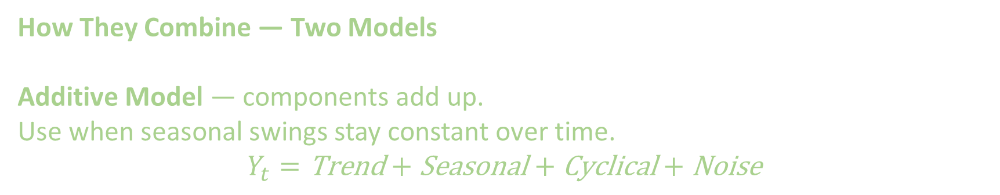 How They Combine — Two Models
Additive Model — components add up.
Use when seasonal swings stay constant over time.
Yₜ = Trend + Seasonal + Cyclical + Noise